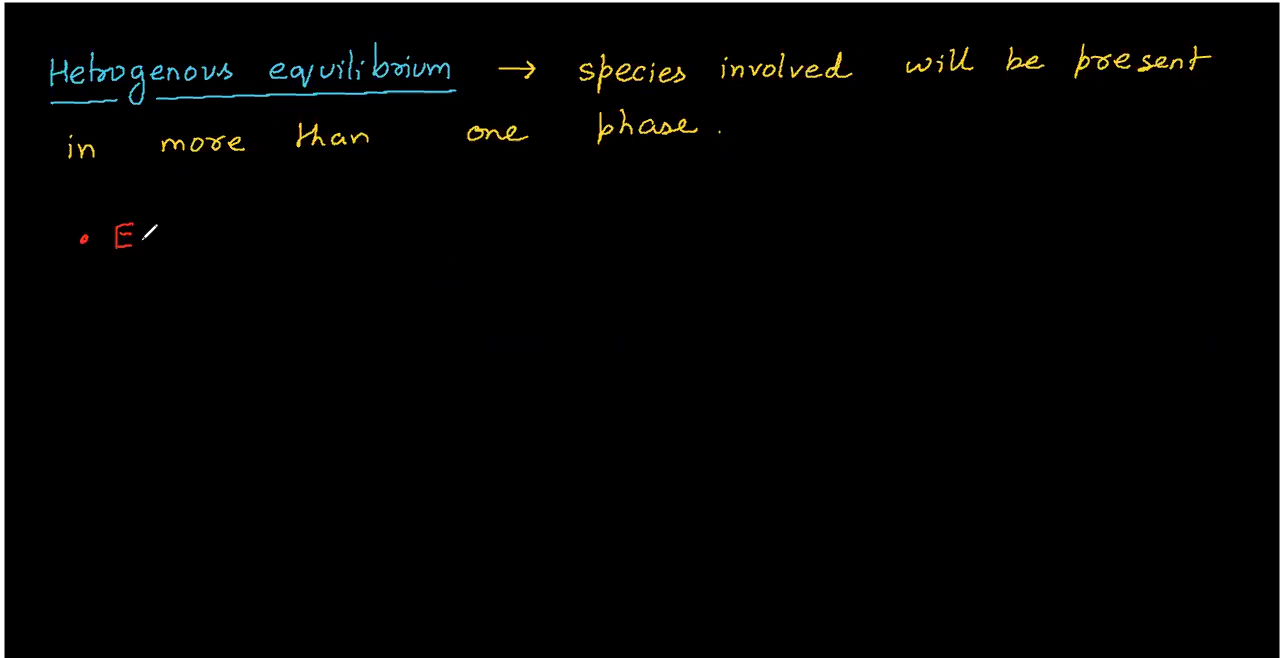 Hetrogenous equilibrium → species involved will be present
in more than one phase.
• E